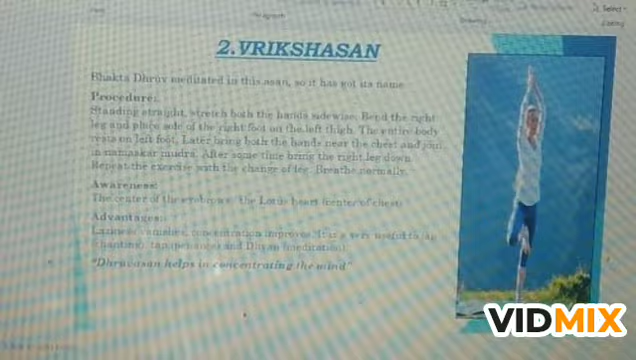 2.VRIKSHASAN
Bhakta Dhruv meditated in this asan, so it has got its name
Procedure:
Standing straight, stretch both the hands sidewise. Bend the right
leg and place sole of the right foot on the left thigh. The entire body
rests on left foot. Later bring both the hands near the chest and join
in namaskar mudra. After some time bring the right leg down.
Repeat the exercise with the change of leg. Breathe normally.
Awareness:
The center of the eyebrows, the Lotus heart (center of chest)
Advantages:
Laziness vanishes, concentration improves. It is a very useful to
and Dhyan (meditation)
"Dhruvasan helps in concentrating the mind"
VIDMIX